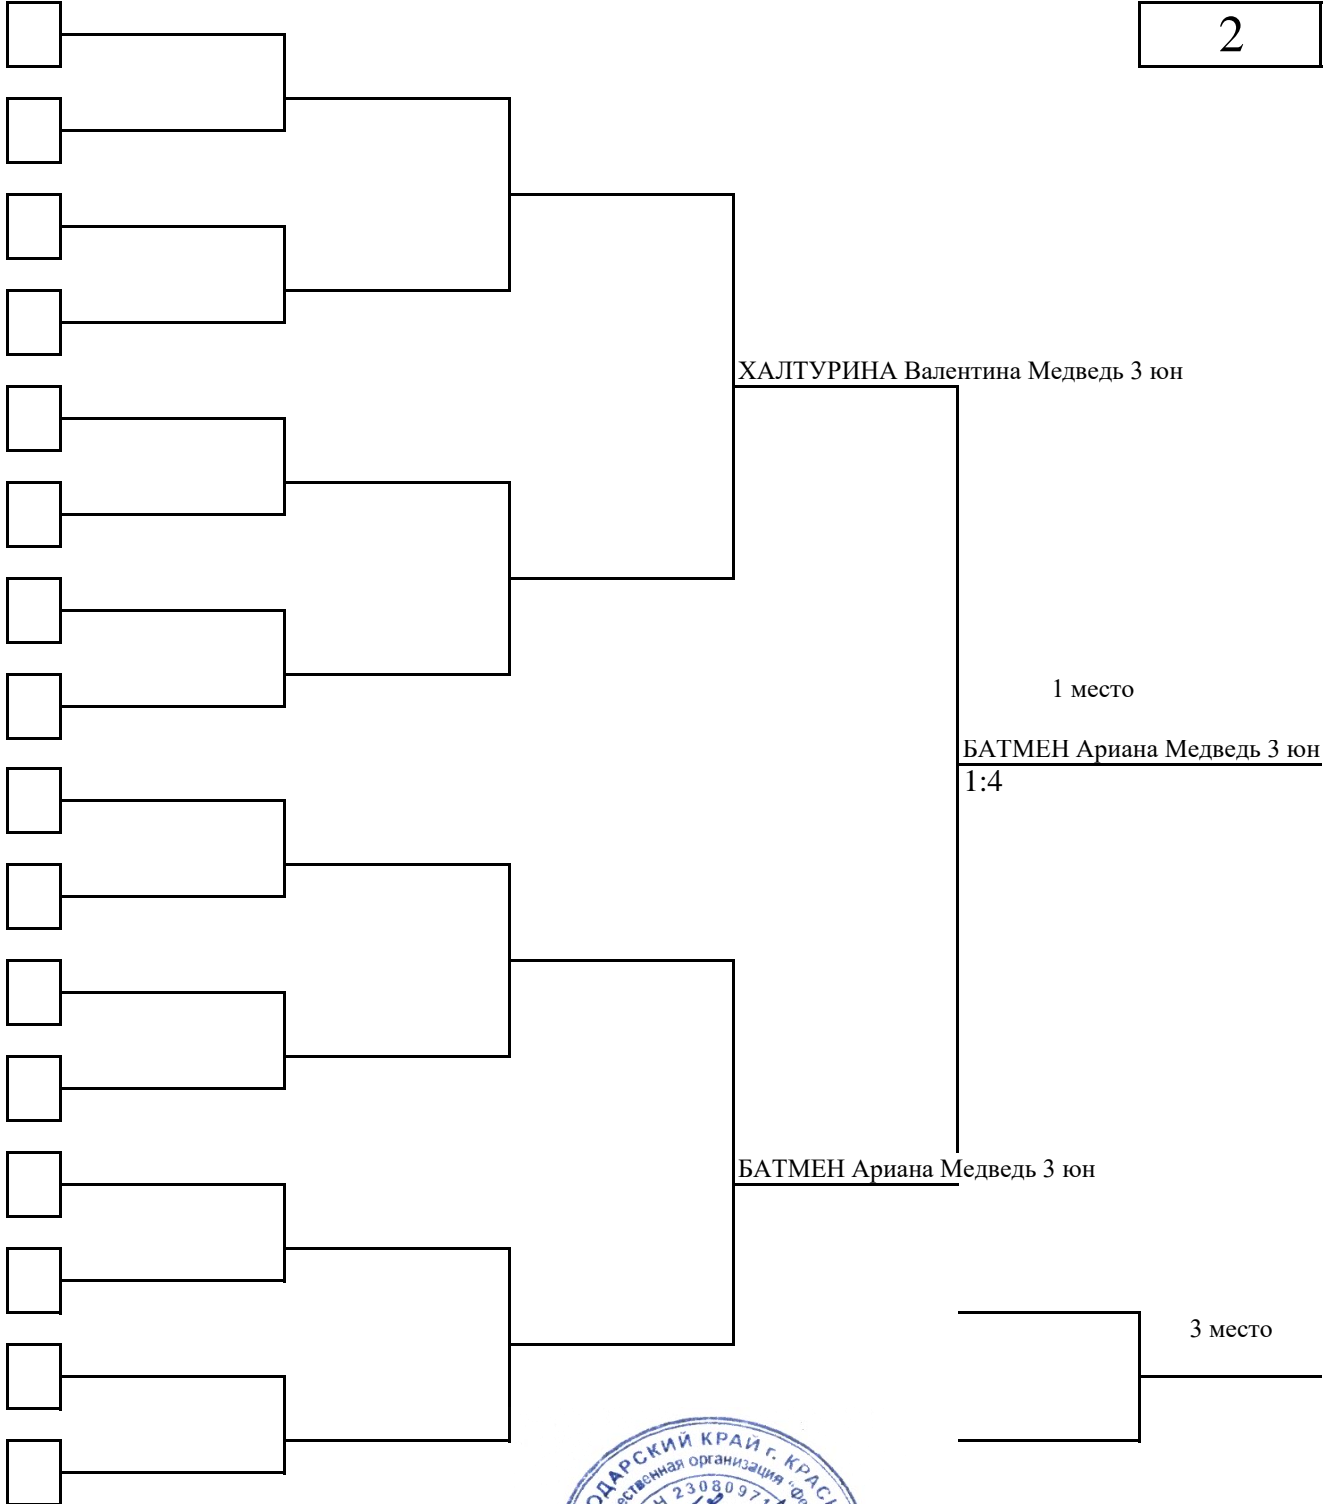 2
ХАЛТУРИНА Валентина Медведь 3 юн
1 место
БАТМЕН Ариана Медведь 3 юн
1:4
БАТМЕН Ариана Медведь 3 юн
3 место
КРАЙ г.
организация